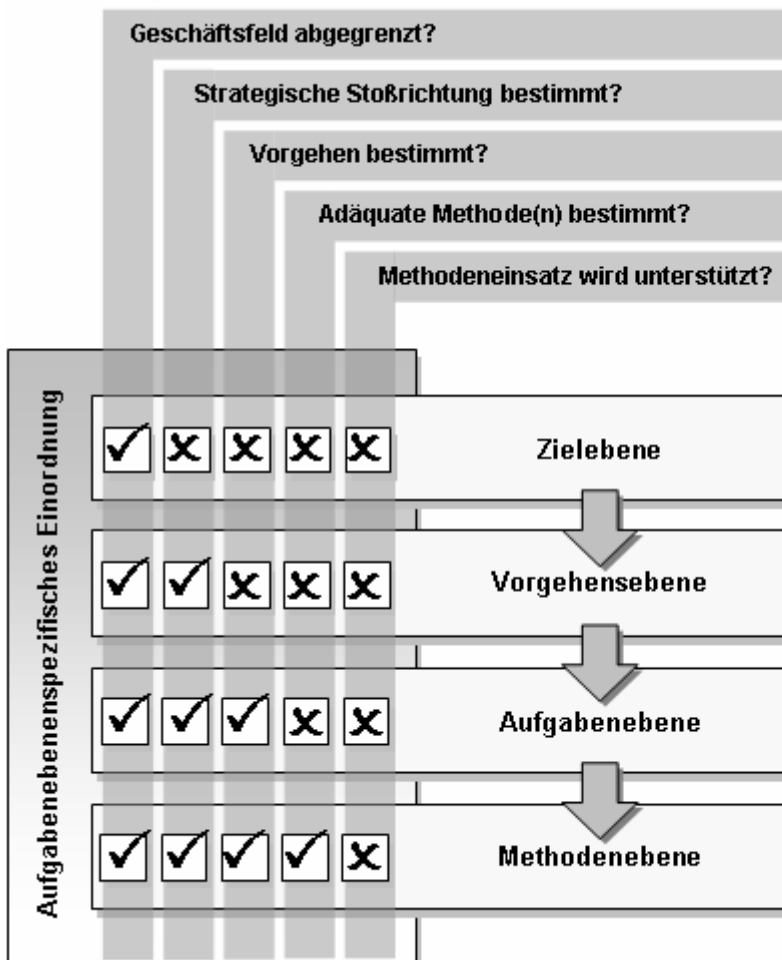 Geschäftsfeld abgegrenzt?
Strategische Stoßrichtung bestimmt?
Vorgehen bestimmt?
Adäquate Methode(n) bestimmt?
Methodeneinsatz wird unterstützt?
Aufgabenebenenspezifisches Einordnung
Zielebene
Vorgehensebene
Aufgabenebene
Methodenebene